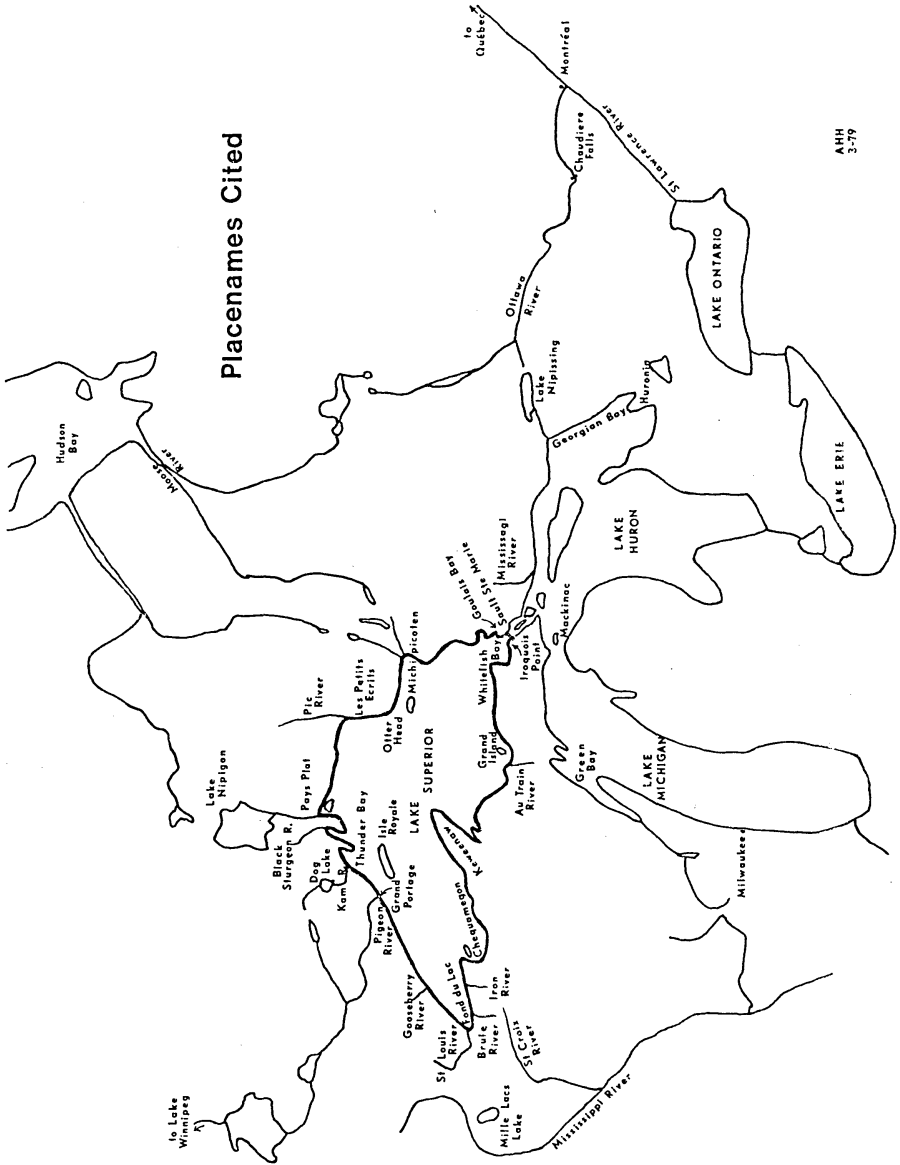 Placenames Cited
to Lake
Winnipeg
Hudson
Bay
Moose
River
Lake
Nipigon
Black
Sturgeon R.
Dog
Lake
Kam R.
Thunder Bay
Pays Plat
Pic
River
Les Petits
Ecrits
Otter
Head
Michipicoten
Isle
Royale
Grand
Portage
Pigeon
River
Gooseberry
River
LAKE SUPERIOR
St
Louis
River
Fond du Lac
Brule
River
Iron
River
Chequamegon
Keweenaw
Au Train
River
Grand
Island
Whitefish
Bay
Goulais Bay
Sault Ste Marie
Iroquois
Point
Mississagi
River
Mackinac
Green
Bay
LAKE
MICHIGAN
Milwaukee
St Croix
River
Mille Lacs
Lake
Mississippi River
LAKE
HURON
Georgian Bay
Huronia
Lake
Nipissing
Ottawa
River
Chaudiere
Falls
Montréal
to
Québec
St Lawrence River
LAKE ONTARIO
LAKE ERIE
AHH
3-79